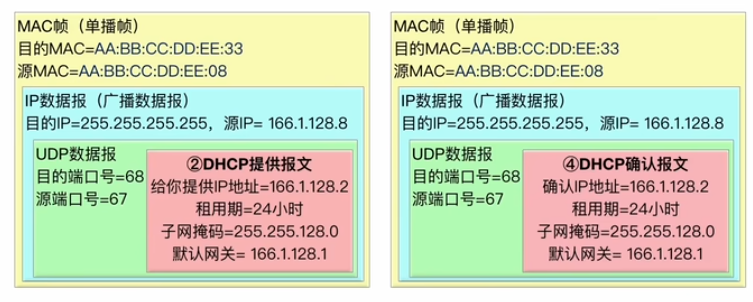 MAC帧（单播帧）
目的MAC=AA:BB:CC:DD:EE:33
源MAC=AA:BB:CC:DD:EE:08
IP数据报（广播数据报）
目的IP=255.255.255.255，源IP= 166.1.128.8
UDP数据报
目的端口号=68
源端口号=67
②DHCP提供报文
给你提供IP地址=166.1.128.2
租用期=24小时
子网掩码=255.255.128.0
默认网关= 166.1.128.1
MAC帧（单播帧）
目的MAC=AA:BB:CC:DD:EE:33
源MAC=AA:BB:CC:DD:EE:08
IP数据报（广播数据报）
目的IP=255.255.255.255，源IP= 166.1.128.8
UDP数据报
目的端口号=68
源端口号=67
④DHCP确认报文
确认IP地址=166.1.128.2
租用期=24小时
子网掩码=255.255.128.0
默认网关= 166.1.128.1